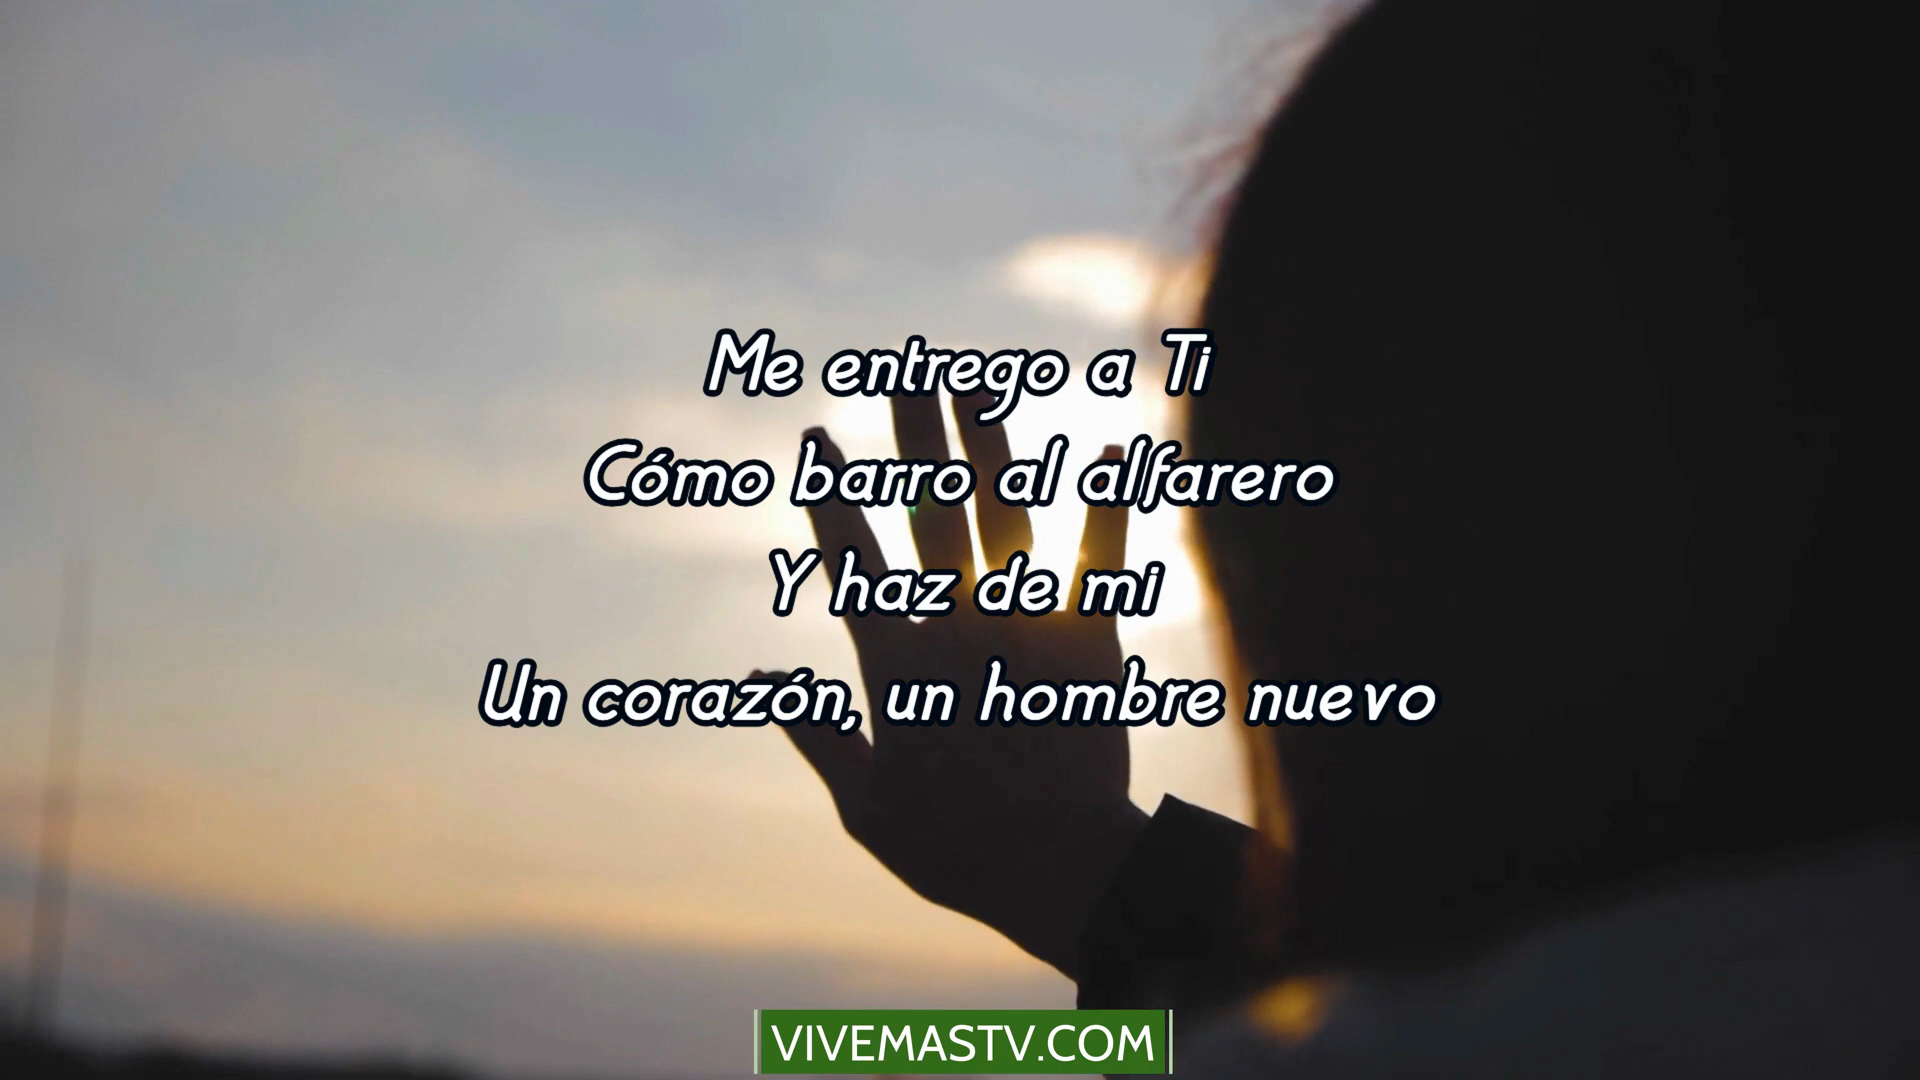 Me entrego a Ti
Cómo barro al alfarero
Y haz de mi
Un corazón, un hombre nuevo
VIVEMASTV.COM